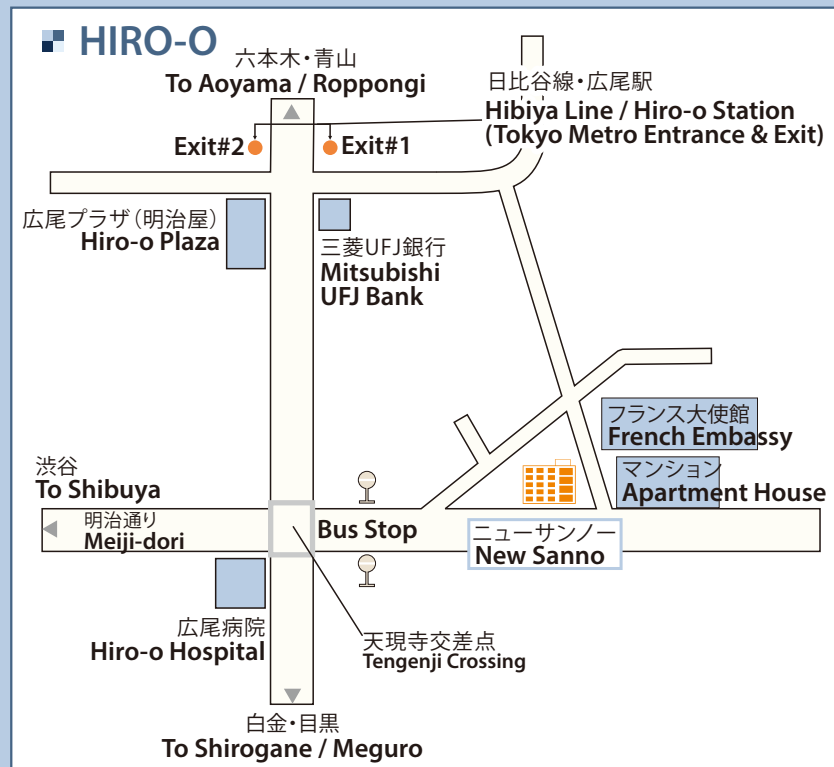 HIRO-O
六本木・青山
To Aoyama / Roppongi
日比谷線・広尾駅
Hibiya Line / Hiro-o Station
(Tokyo Metro Entrance & Exit)
Exit#2
Exit#1
広尾プラザ（明治屋）
Hiro-o Plaza
三菱UFJ銀行
Mitsubishi
UFJ Bank
フランス大使館
French Embassy
マンション
Apartment House
渋谷
To Shibuya
明治通り
Meiji-dori
Bus Stop
ニューサンノー
New Sanno
広尾病院
Hiro-o Hospital
天現寺交差点
Tengenji Crossing
白金・目黒
To Shirogane / Meguro